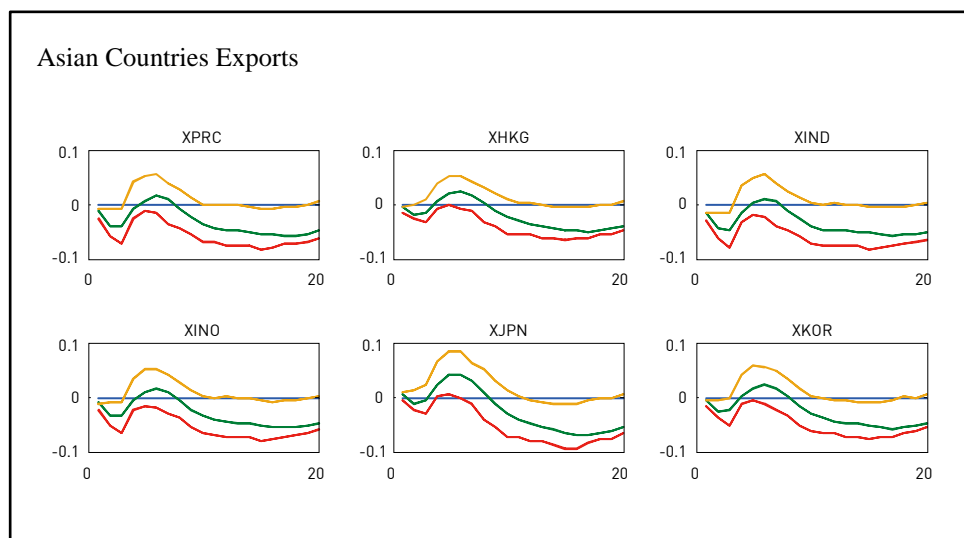 Asian Countries Exports
XPRC XHKG XIND
0.1 0.1 0.1
0 0 0
-0.1 -0.1 -0.1
0 20 0 20 0 20
XINO XJPN XKOR
0.1 0.1 0.1
0 0 0
-0.1 -0.1 -0.1
0 20 0 20 0 20